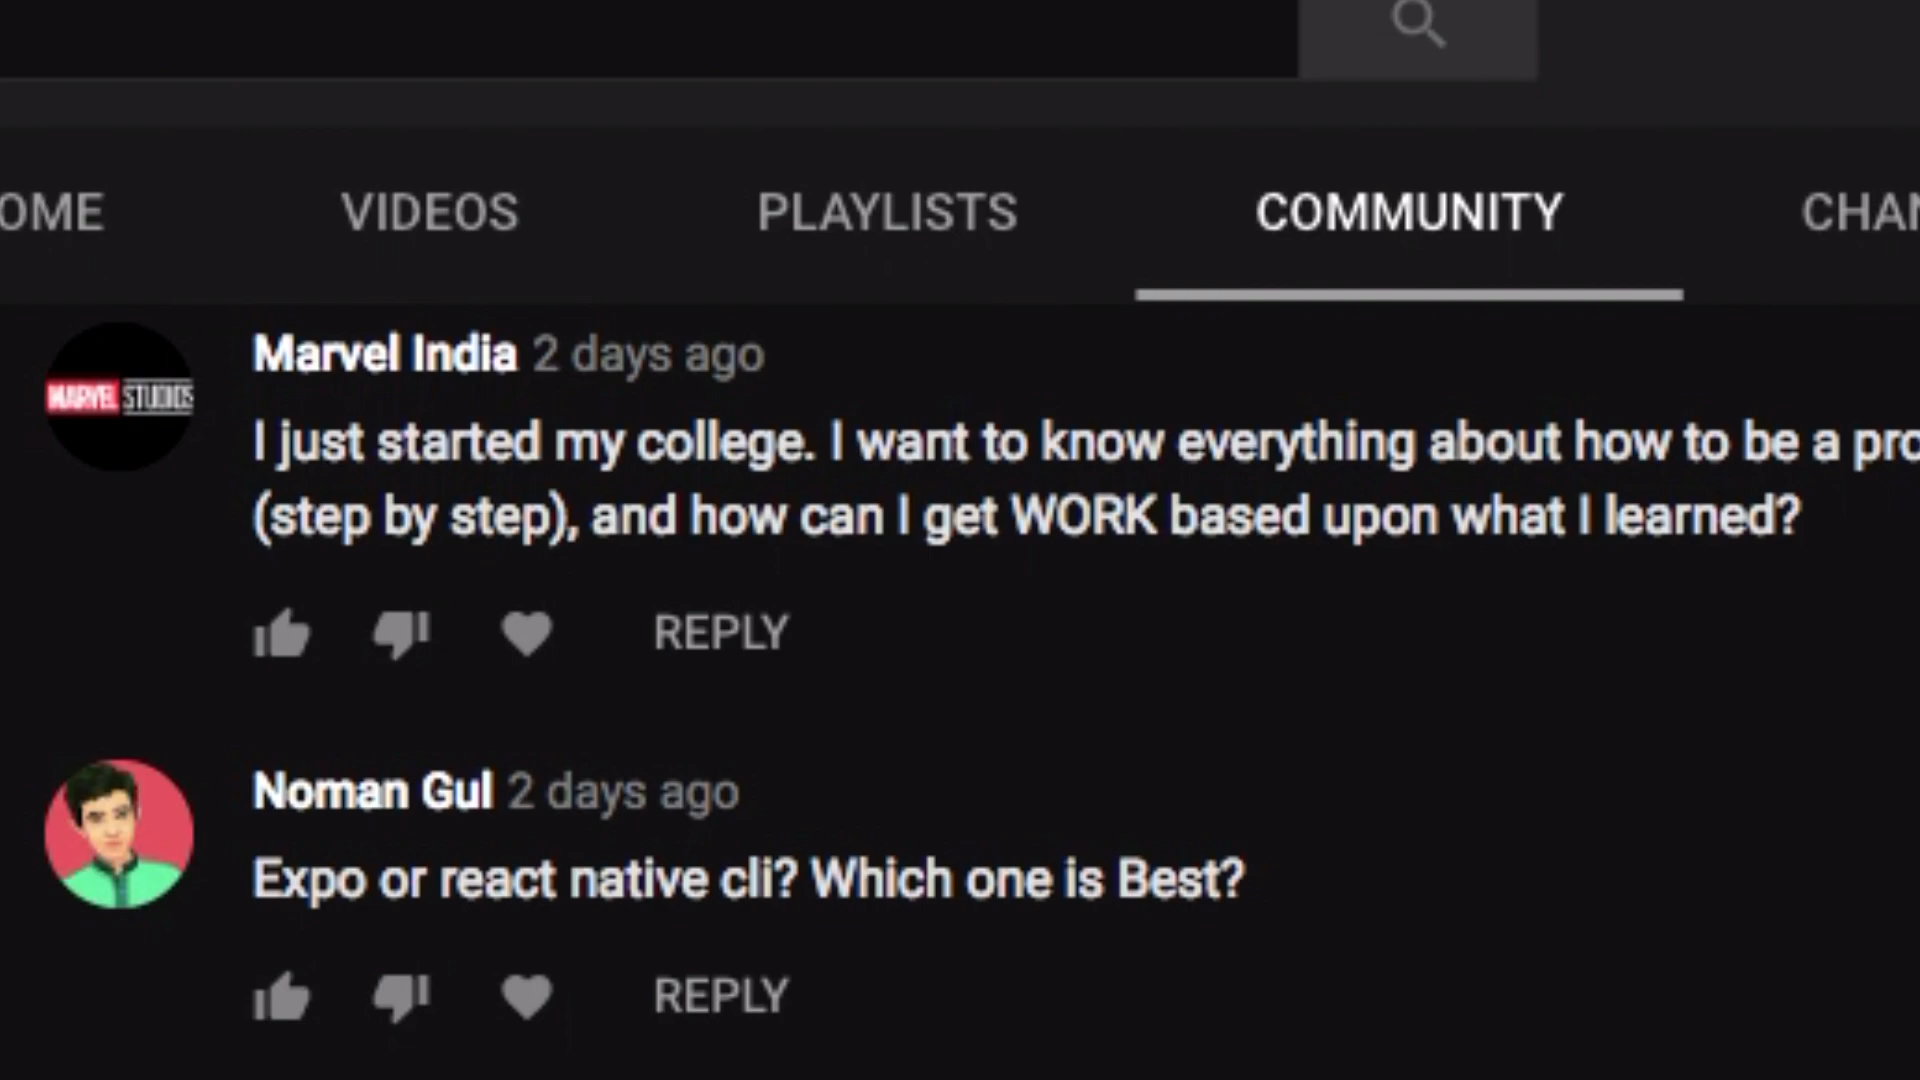 OME VIDEOS PLAYLISTS COMMUNITY CHAN
Marvel India 2 days ago
MARVEL STUDIOS
I just started my college. I want to know everything about how to be a pro
(step by step), and how can I get WORK based upon what I learned?
REPLY
Noman Gul 2 days ago
Expo or react native cli? Which one is Best?
REPLY